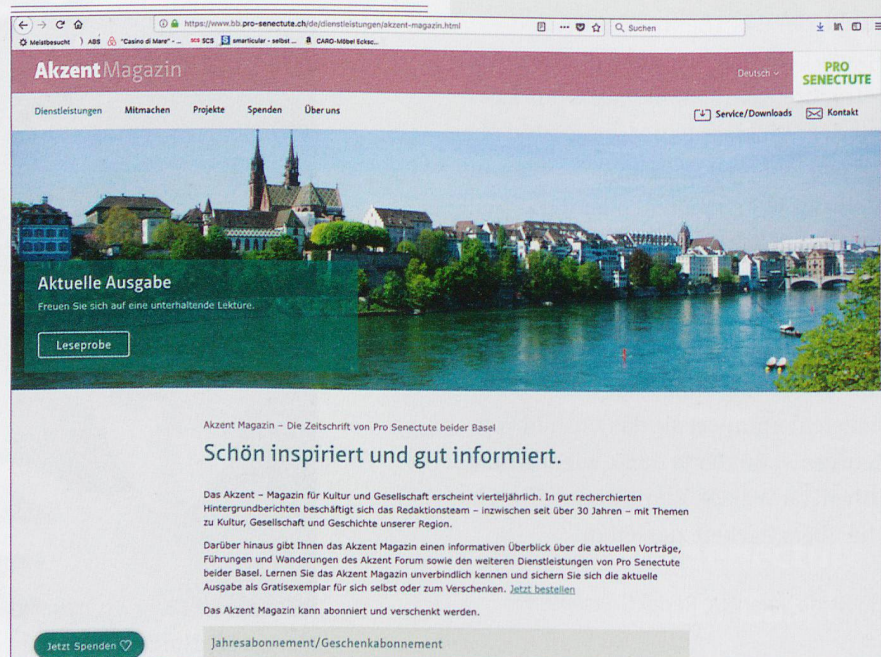 https://www.bb.pro-senectute.ch/de/dienstleistungen/akzent-magazin.html
Suchen
Meistbesucht
ABS
"Casino di Mare" - ...
SCS
smarticular - selbst ...
CARO-Möbel Ecksc...
AkzentMagazin
Deutsch
PRO
SENECTUTE
Dienstleistungen Mitmachen Projekte Spenden Über uns
Service/Downloads Kontakt
Aktuelle Ausgabe
Freuen Sie sich auf eine unterhaltende Lektüre.
Leseprobe
Akzent Magazin – Die Zeitschrift von Pro Senectute beider Basel
Schön inspiriert und gut informiert.
Das Akzent – Magazin für Kultur und Gesellschaft erscheint vierteljährlich. In gut recherchierten
Hintergrundberichten beschäftigt sich das Redaktionsteam – inzwischen seit über 30 Jahren – mit Themen
zu Kultur, Gesellschaft und Geschichte unserer Region.
Darüber hinaus gibt Ihnen das Akzent Magazin einen informativen Überblick über die aktuellen Vorträge,
Führungen und Wanderungen des Akzent Forum sowie den weiteren Dienstleistungen von Pro Senectute
beider Basel. Lernen Sie das Akzent Magazin unverbindlich kennen und sichern Sie sich die aktuelle
Ausgabe als Gratisexemplar für sich selbst oder zum Verschenken. Jetzt bestellen
Das Akzent Magazin kann abonniert und verschenkt werden.
Jahresabonnement/Geschenkabonnement
Jetzt Spenden